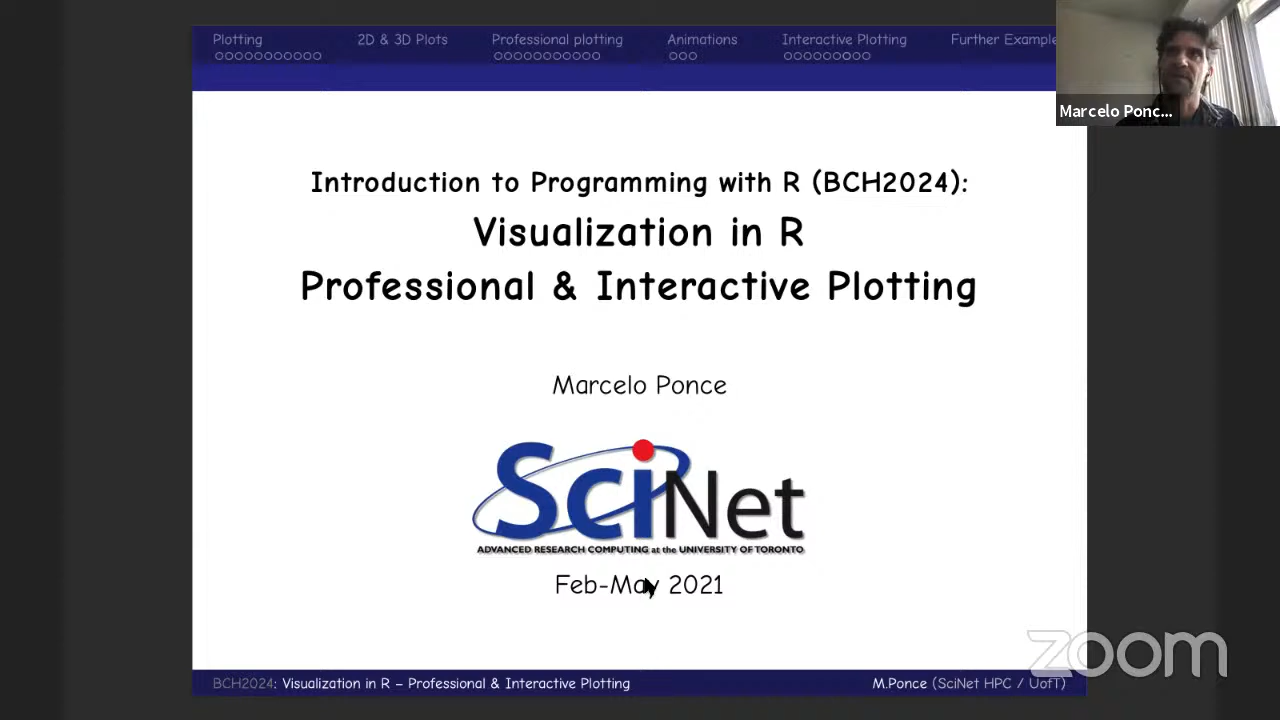 Plotting 2D & 3D Plots Professional plotting Animations Interactive Plotting Further Example
Marcelo Ponc...
Introduction to Programming with R (BCH2024):
Visualization in R
Professional & Interactive Plotting
Marcelo Ponce
SciNet
ADVANCED RESEARCH COMPUTING at the UNIVERSITY OF TORONTO
Feb-May 2021
zoom
BCH2024: Visualization in R – Professional & Interactive Plotting M.Ponce (SciNet HPC / UofT)